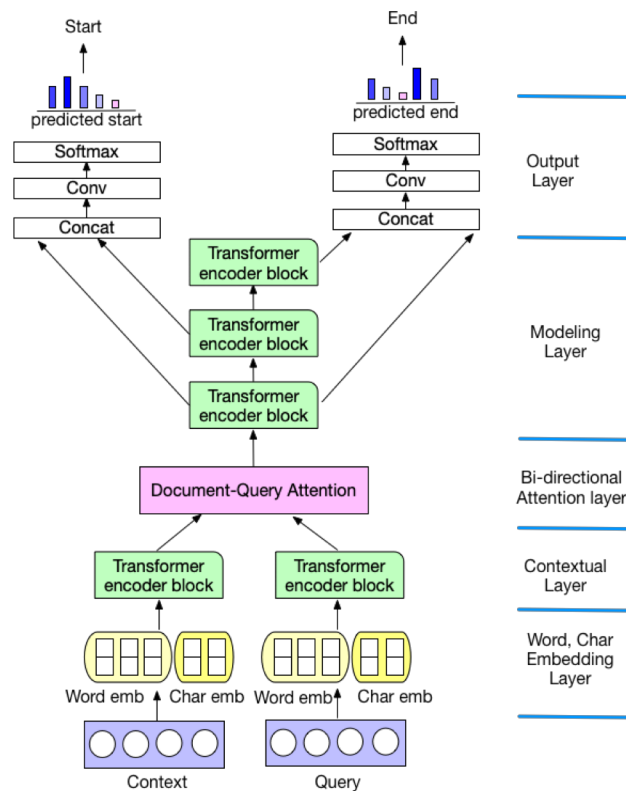 Start
End
predicted start
predicted end
Softmax
Conv
Concat
Softmax
Conv
Concat
Output
Layer
Transformer
encoder block
Transformer
encoder block
Transformer
encoder block
Modeling
Layer
Document-Query Attention
Bi-directional
Attention layer
Transformer
encoder block
Transformer
encoder block
Contextual
Layer
Word emb
Char emb
Word emb
Char emb
Word, Char
Embedding
Layer
Context
Query